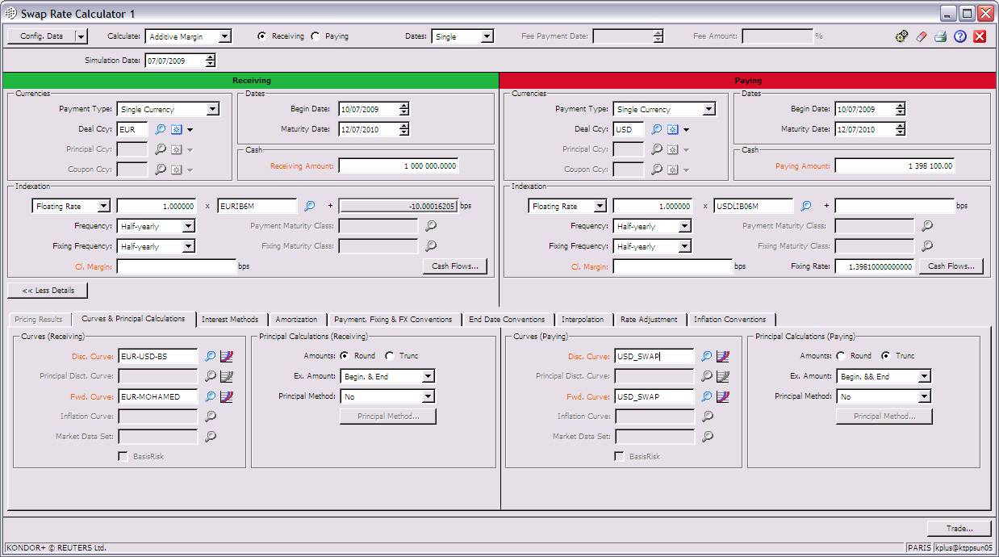 Swap Rate Calculator 1
Config. Data Calculate: Additive Margin Receiving Paying Dates: Single Fee Payment Date: Fee Amount: %
Simulation Date: 07/07/2009
Receiving Paying
Currencies Dates Currencies Dates
Payment Type: Single Currency Begin Date: 10/07/2009 Payment Type: Single Currency Begin Date: 10/07/2009
Deal Ccy: EUR Maturity Date: 12/07/2010 Deal Ccy: USD Maturity Date: 12/07/2010
Principal Ccy: Cash Principal Ccy: Cash
Coupon Ccy: Receiving Amount: 1 000 000.0000 Coupon Ccy: Paying Amount: 1 398 100.00
Indexation Indexation
Floating Rate 1.000000 x EURIB6M + -10.00016205 bps Floating Rate 1.000000 x USDLIB06M + bps
Frequency: Half-yearly Payment Maturity Class: Frequency: Half-yearly Payment Maturity Class:
Fixing Frequency: Half-yearly Fixing Maturity Class: Fixing Frequency: Half-yearly Fixing Maturity Class:
Cl. Margin: bps Cash Flows... Cl. Margin: bps Fixing Rate: 1.39810000000000 Cash Flows...
<< Less Details
Pricing Results Curves & Principal Calculations Interest Methods Amortization Payment, Fixing & FX Conventions End Date Conventions Interpolation Rate Adjustment Inflation Conventions
Curves (Receiving) Principal Calculations (Receiving) Curves (Paying) Principal Calculations (Paying)
Disc. Curve: EUR-USD-BS Amounts: Round Trunc Disc. Curve: USD_SWAP Amounts: Round Trunc
Principal Disct. Curve: Ex. Amount: Begin. & End Principal Disct. Curve: Ex. Amount: Begin. && End
Fwd. Curve: EUR-MOHAMED Principal Method: No Fwd. Curve: USD_SWAP Principal Method: No
Inflation Curve: Principal Method... Inflation Curve: Principal Method...
Market Data Set: Market Data Set:
BasisRisk BasisRisk
Trade...
KONDOR+ © REUTERS Ltd. PARIS kplus@ktppsun05